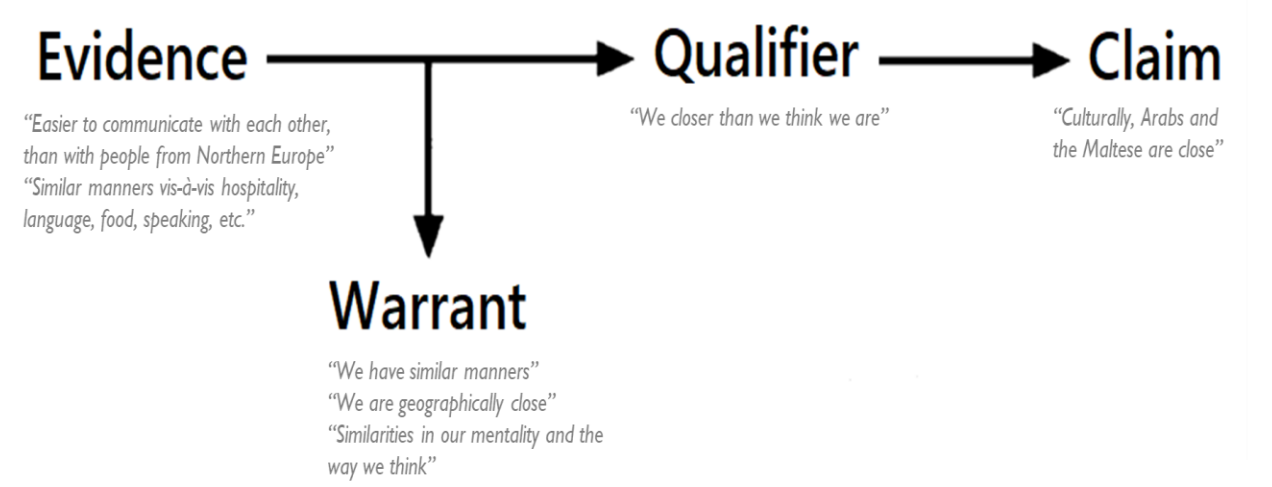 Evidence
Qualifier
Claim
“Easier to communicate with each other,
than with people from Northern Europe”
“Similar manners vis-à-vis hospitality,
language, food, speaking, etc.”
“We closer than we think we are”
“Culturally, Arabs and
the Maltese are close”
Warrant
“We have similar manners”
“We are geographically close”
“Similarities in our mentality and the
way we think”